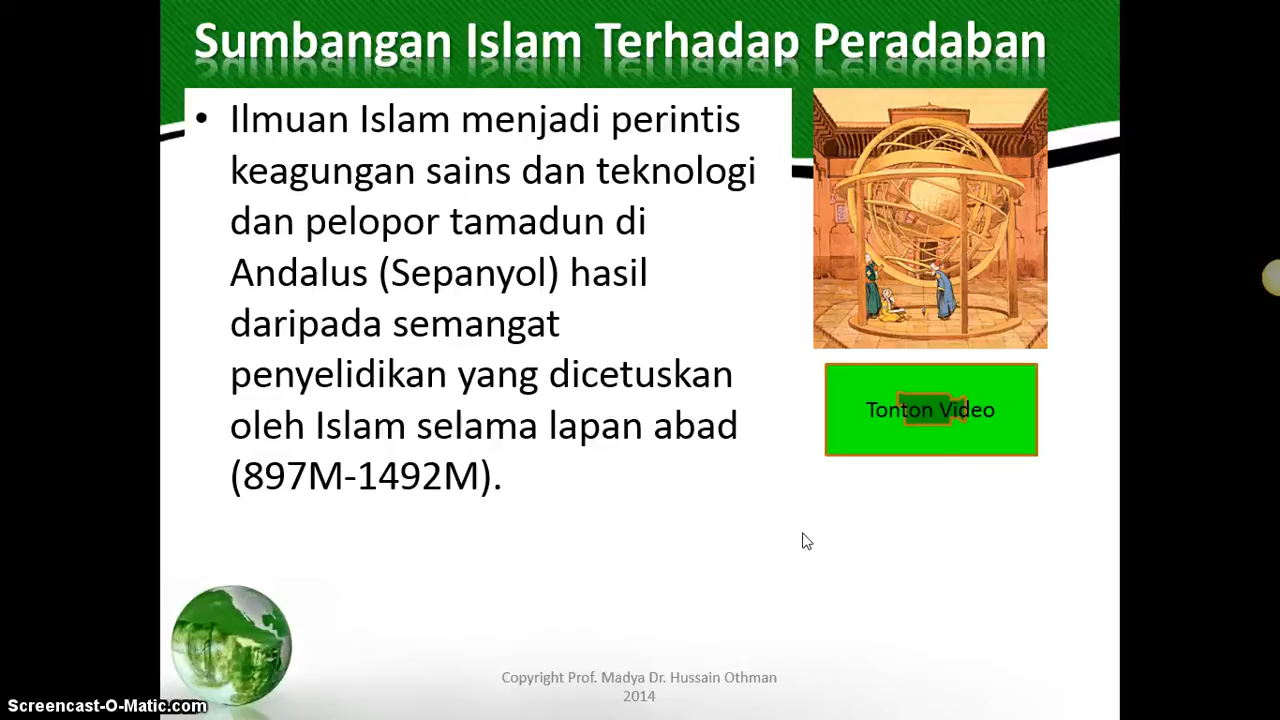 Sumbangan Islam Terhadap Peradaban
• Ilmuan Islam menjadi perintis
keagungan sains dan teknologi
dan pelopor tamadun di
Andalus (Sepanyol) hasil
daripada semangat
penyelidikan yang dicetuskan
oleh Islam selama lapan abad
(897M-1492M).
Tonton Video
Copyright Prof. Madya Dr. Hussain Othman
2014
Screencast-O-Matic.com